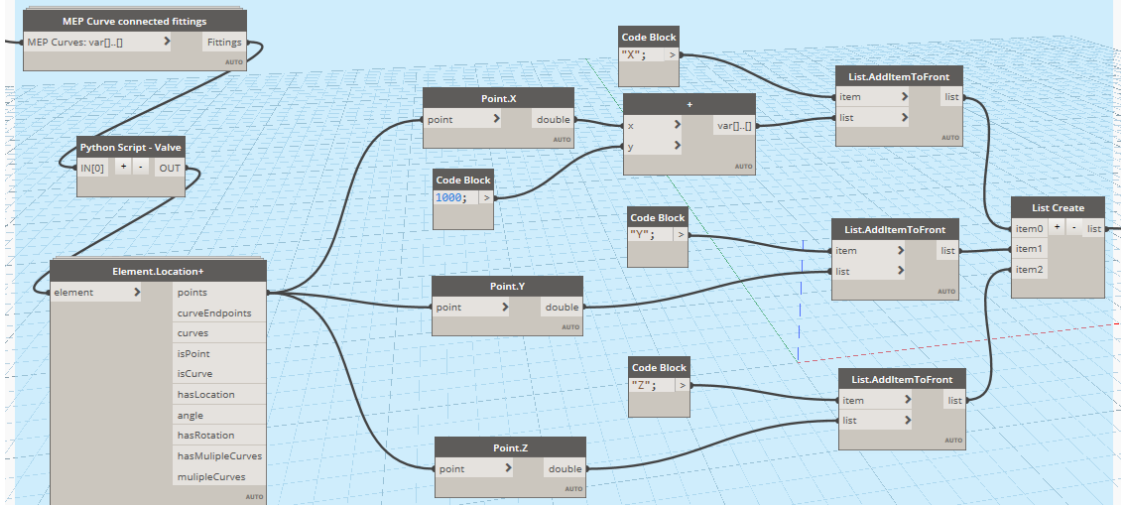 MEP Curve connected fittings
MEP Curves: var[]..[] > Fittings
AUTO
Python Script - Valve
IN[0] + - OUT
Element.Location+
element > points
curveEndpoints
curves
isPoint
isCurve
hasLocation
angle
hasRotation
hasMulipleCurves
mulipleCurves
AUTO
Point.X
point > double
AUTO
Code Block
1000; >
Point.Y
point > double
AUTO
Point.Z
point > double
AUTO
Code Block
"X"; >
+
x > var[]..[]
y >
AUTO
Code Block
"Y"; >
Code Block
"Z"; >
List.AddItemToFront
item > list
list >
AUTO
List.AddItemToFront
item > list
list >
AUTO
List.AddItemToFront
item > list
list >
AUTO
List Create
item0 + - list
item1
item2
AUTO